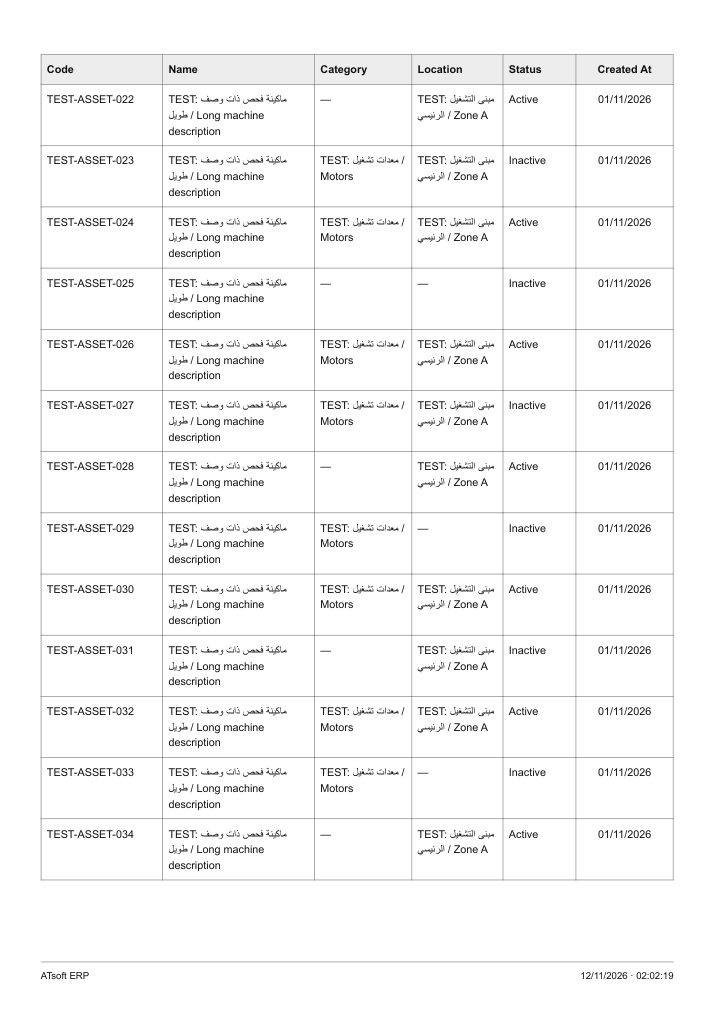 Code Name Category Location Status Created At
TEST-ASSET-022 TEST: ماكينة فحص ذات وصف — TEST: مبنى التشغيل Active 01/11/2026
طويل / Long machine الرئيسي / Zone A
description
TEST-ASSET-023 TEST: ماكينة فحص ذات وصف TEST: معدات تشغيل / TEST: مبنى التشغيل Inactive 01/11/2026
طويل / Long machine Motors الرئيسي / Zone A
description
TEST-ASSET-024 TEST: ماكينة فحص ذات وصف TEST: معدات تشغيل / TEST: مبنى التشغيل Active 01/11/2026
طويل / Long machine Motors الرئيسي / Zone A
description
TEST-ASSET-025 TEST: ماكينة فحص ذات وصف — — Inactive 01/11/2026
طويل / Long machine
description
TEST-ASSET-026 TEST: ماكينة فحص ذات وصف TEST: معدات تشغيل / TEST: مبنى التشغيل Active 01/11/2026
طويل / Long machine Motors الرئيسي / Zone A
description
TEST-ASSET-027 TEST: ماكينة فحص ذات وصف TEST: معدات تشغيل / TEST: مبنى التشغيل Inactive 01/11/2026
طويل / Long machine Motors الرئيسي / Zone A
description
TEST-ASSET-028 TEST: ماكينة فحص ذات وصف — TEST: مبنى التشغيل Active 01/11/2026
طويل / Long machine الرئيسي / Zone A
description
TEST-ASSET-029 TEST: ماكينة فحص ذات وصف TEST: معدات تشغيل / — Inactive 01/11/2026
طويل / Long machine Motors
description
TEST-ASSET-030 TEST: ماكينة فحص ذات وصف TEST: معدات تشغيل / TEST: مبنى التشغيل Active 01/11/2026
طويل / Long machine Motors الرئيسي / Zone A
description
TEST-ASSET-031 TEST: ماكينة فحص ذات وصف — TEST: مبنى التشغيل Inactive 01/11/2026
طويل / Long machine الرئيسي / Zone A
description
TEST-ASSET-032 TEST: ماكينة فحص ذات وصف TEST: معدات تشغيل / TEST: مبنى التشغيل Active 01/11/2026
طويل / Long machine Motors الرئيسي / Zone A
description
TEST-ASSET-033 TEST: ماكينة فحص ذات وصف TEST: معدات تشغيل / — Inactive 01/11/2026
طويل / Long machine Motors
description
TEST-ASSET-034 TEST: ماكينة فحص ذات وصف — TEST: مبنى التشغيل Active 01/11/2026
طويل / Long machine الرئيسي / Zone A
description
ATsoft ERP 12/11/2026 · 02:02:19